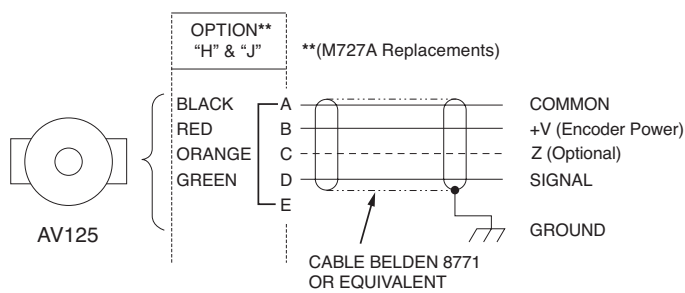 OPTION**
“H” & “J”
**(M727A Replacements)
BLACK A COMMON
RED B +V (Encoder Power)
ORANGE C Z (Optional)
GREEN D SIGNAL
E
AV125
GROUND
CABLE BELDEN 8771
OR EQUIVALENT